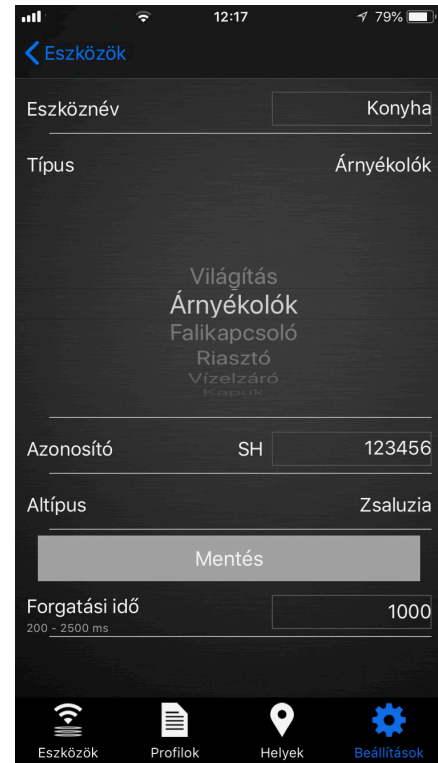 12:17
79%
Eszközök
Eszköznév Konyha
Típus Árnyékolók
Világítás
Árnyékolók
Falikapcsoló
Riasztó
Vízelzáró
Kapuk
Azonosító SH 123456
Altípus Zsaluzia
Mentés
Forgatási idő 1000
200 - 2500 ms
Eszközök Profilok Helyek Beállítások